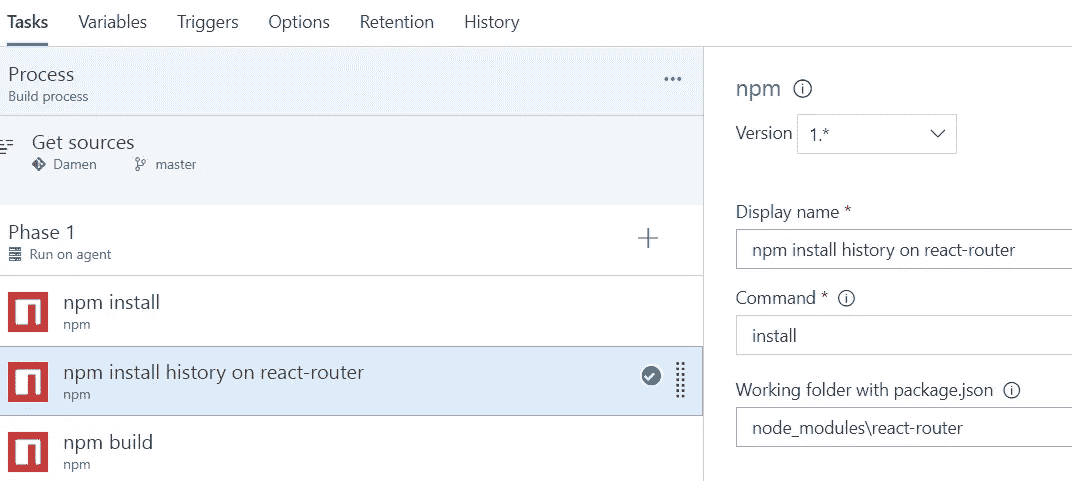 Tasks Variables Triggers Options Retention History
Process
Build process
Get sources
Damen master
Phase 1
Run on agent
npm install
npm
npm install history on react-router
npm
npm build
npm
npm
Version 1.*
Display name *
npm install history on react-router
Command *
install
Working folder with package.json
node_modules\react-router